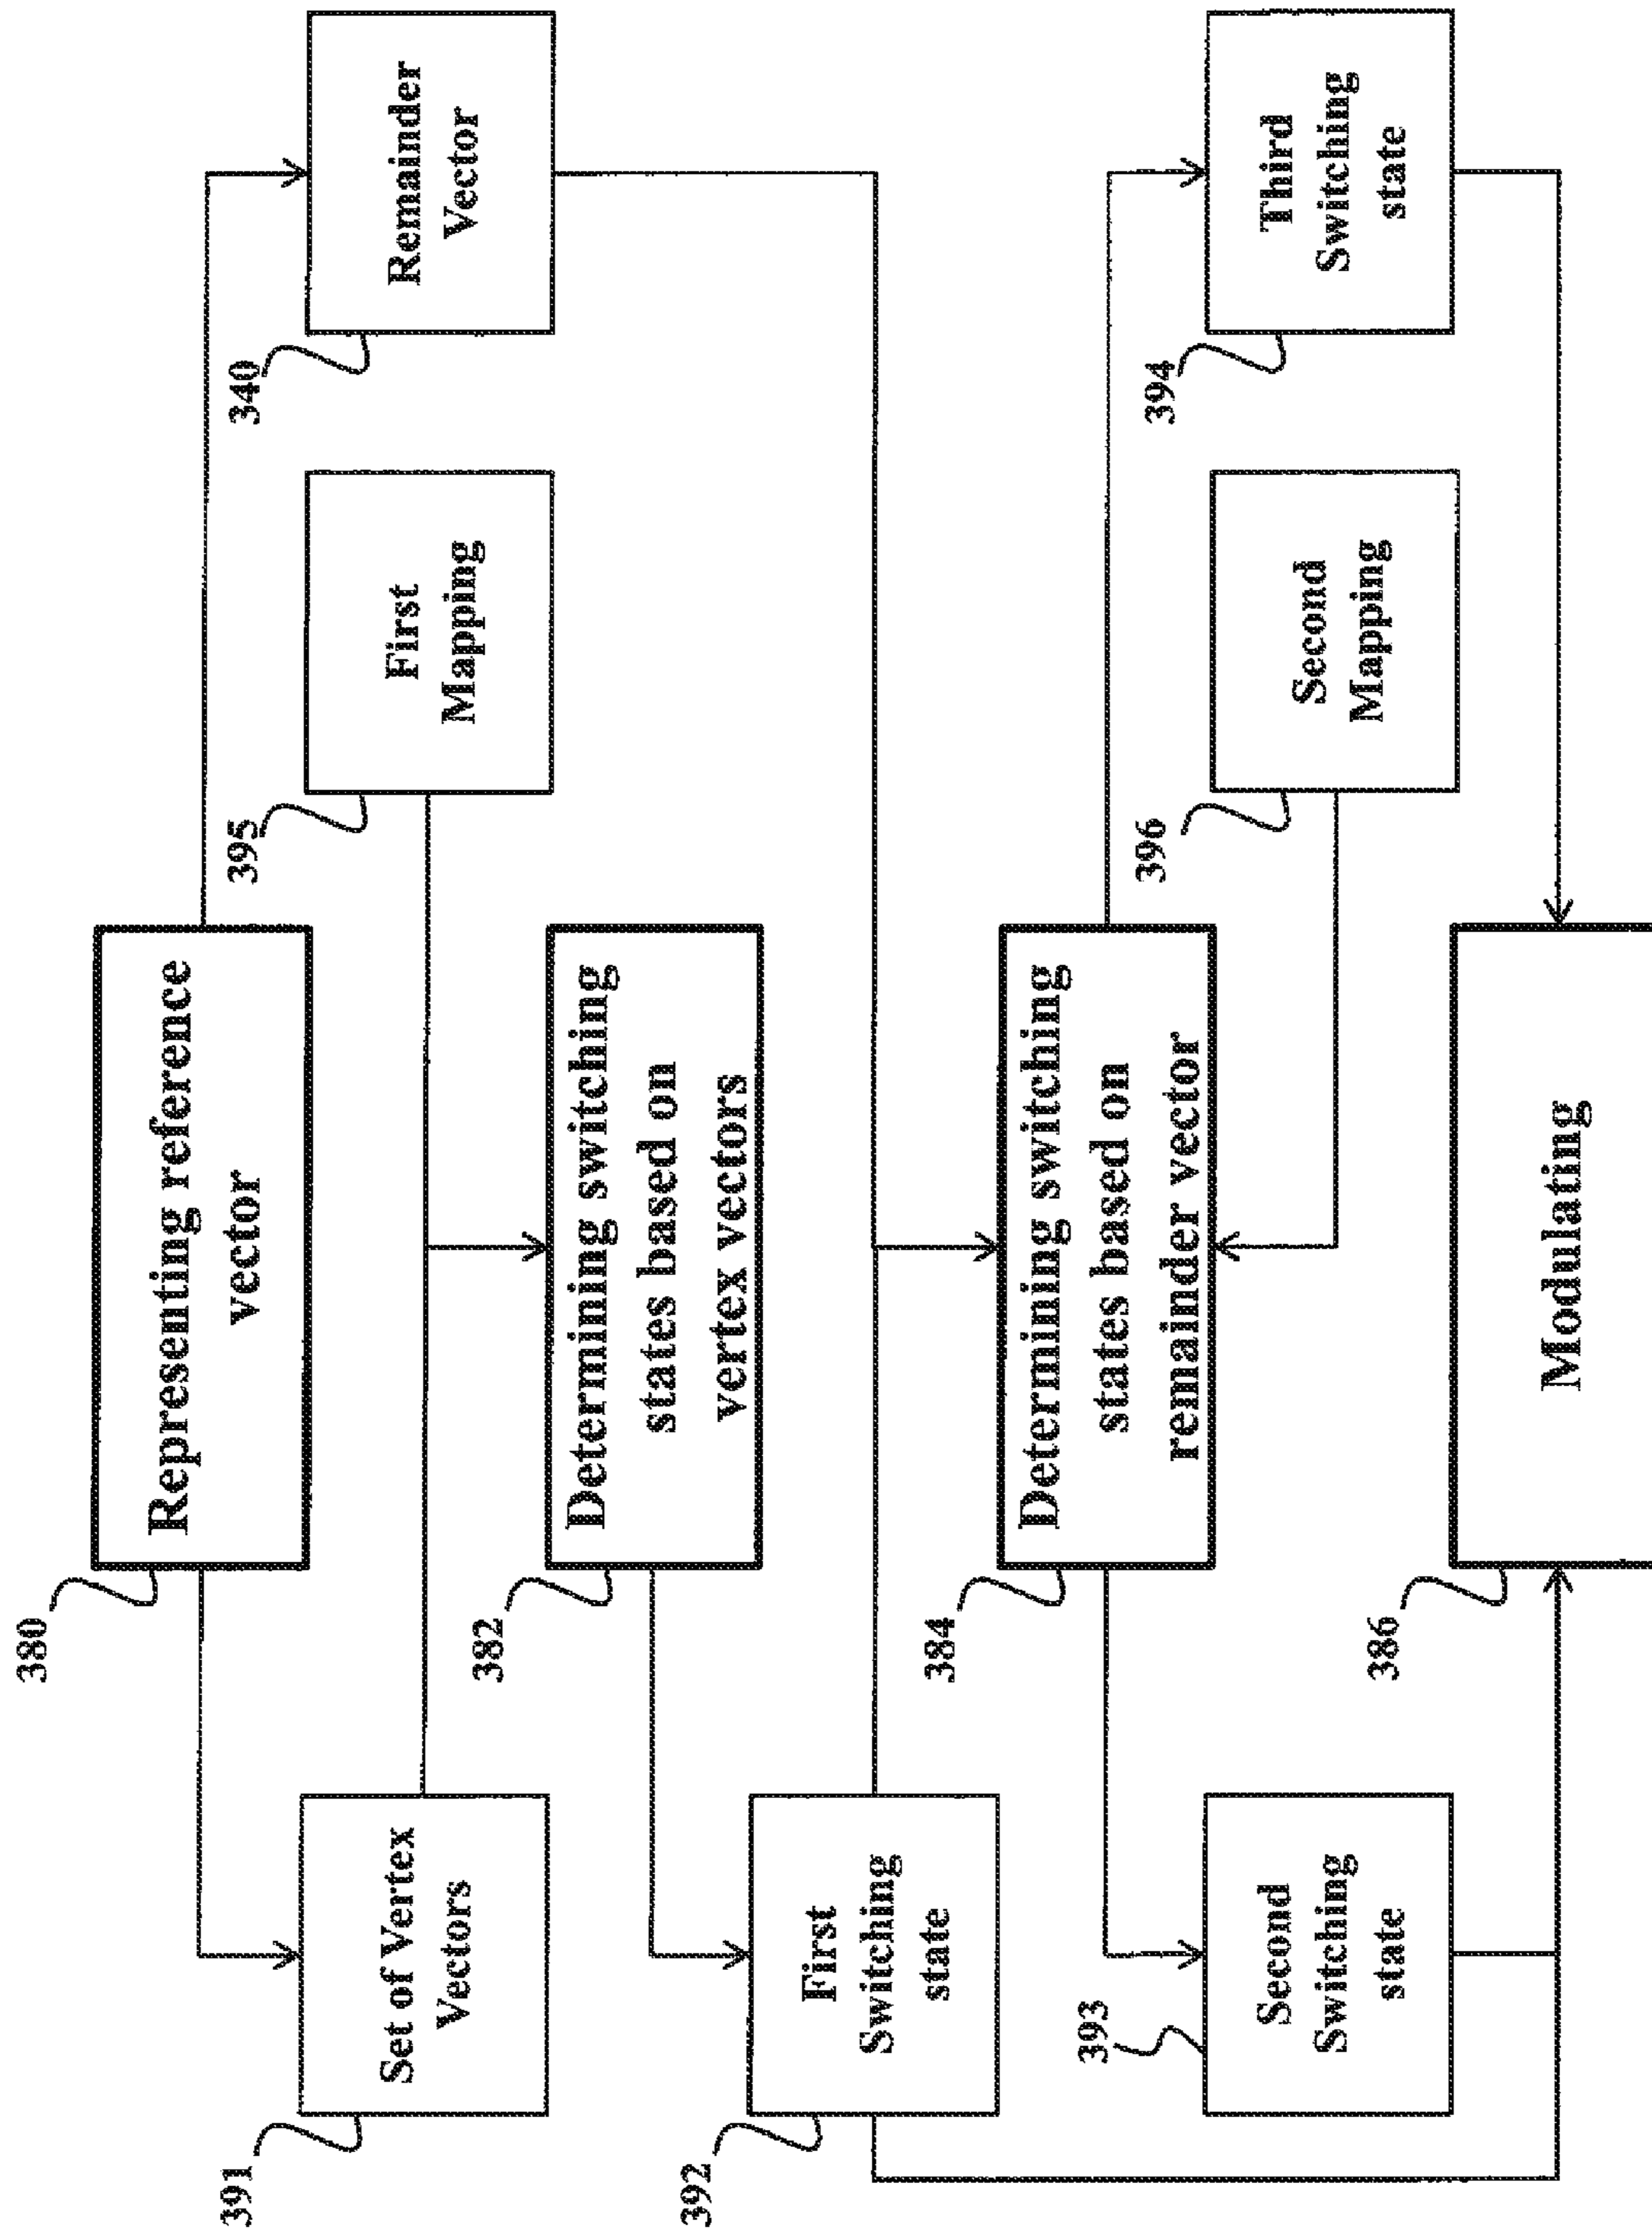 380
Representing reference
vector
391
Set of Vertex
Vectors
395
First
Mapping
340
Remainder
Vector
382
Determining switching
states based on
vertex vectors
392
First
Switching
state
384
Determining switching
states based on
remainder vector
393
Second
Switching
state
396
Second
Mapping
394
Third
Switching
state
386
Modulating